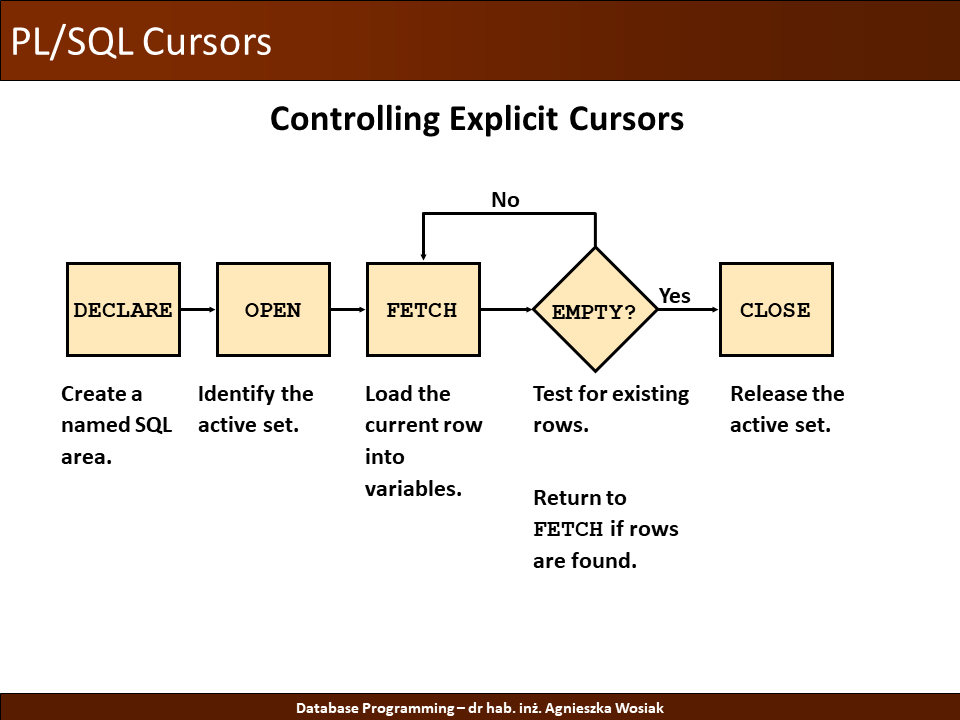 PL/SQL Cursors
Controlling Explicit Cursors
No
DECLARE
OPEN
FETCH
EMPTY?
Yes
CLOSE
Create a
named SQL
area.
Identify the
active set.
Load the
current row
into
variables.
Test for existing
rows.
Return to
FETCH if rows
are found.
Release the
active set.
Database Programming – dr hab. inż. Agnieszka Wosiak